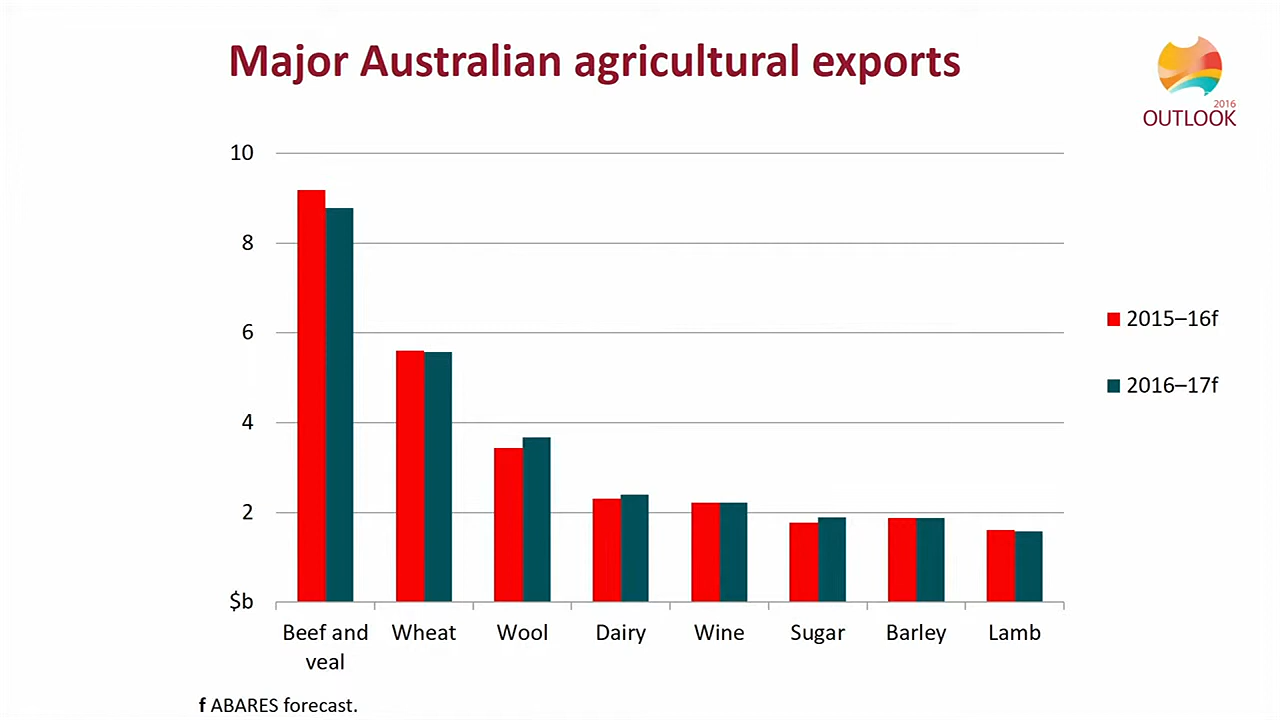 Major Australian agricultural exports
2016
OUTLOOK
10
8
6
4
2
$b
Beef and veal
Wheat
Wool
Dairy
Wine
Sugar
Barley
Lamb
2015–16f
2016–17f
f ABARES forecast.